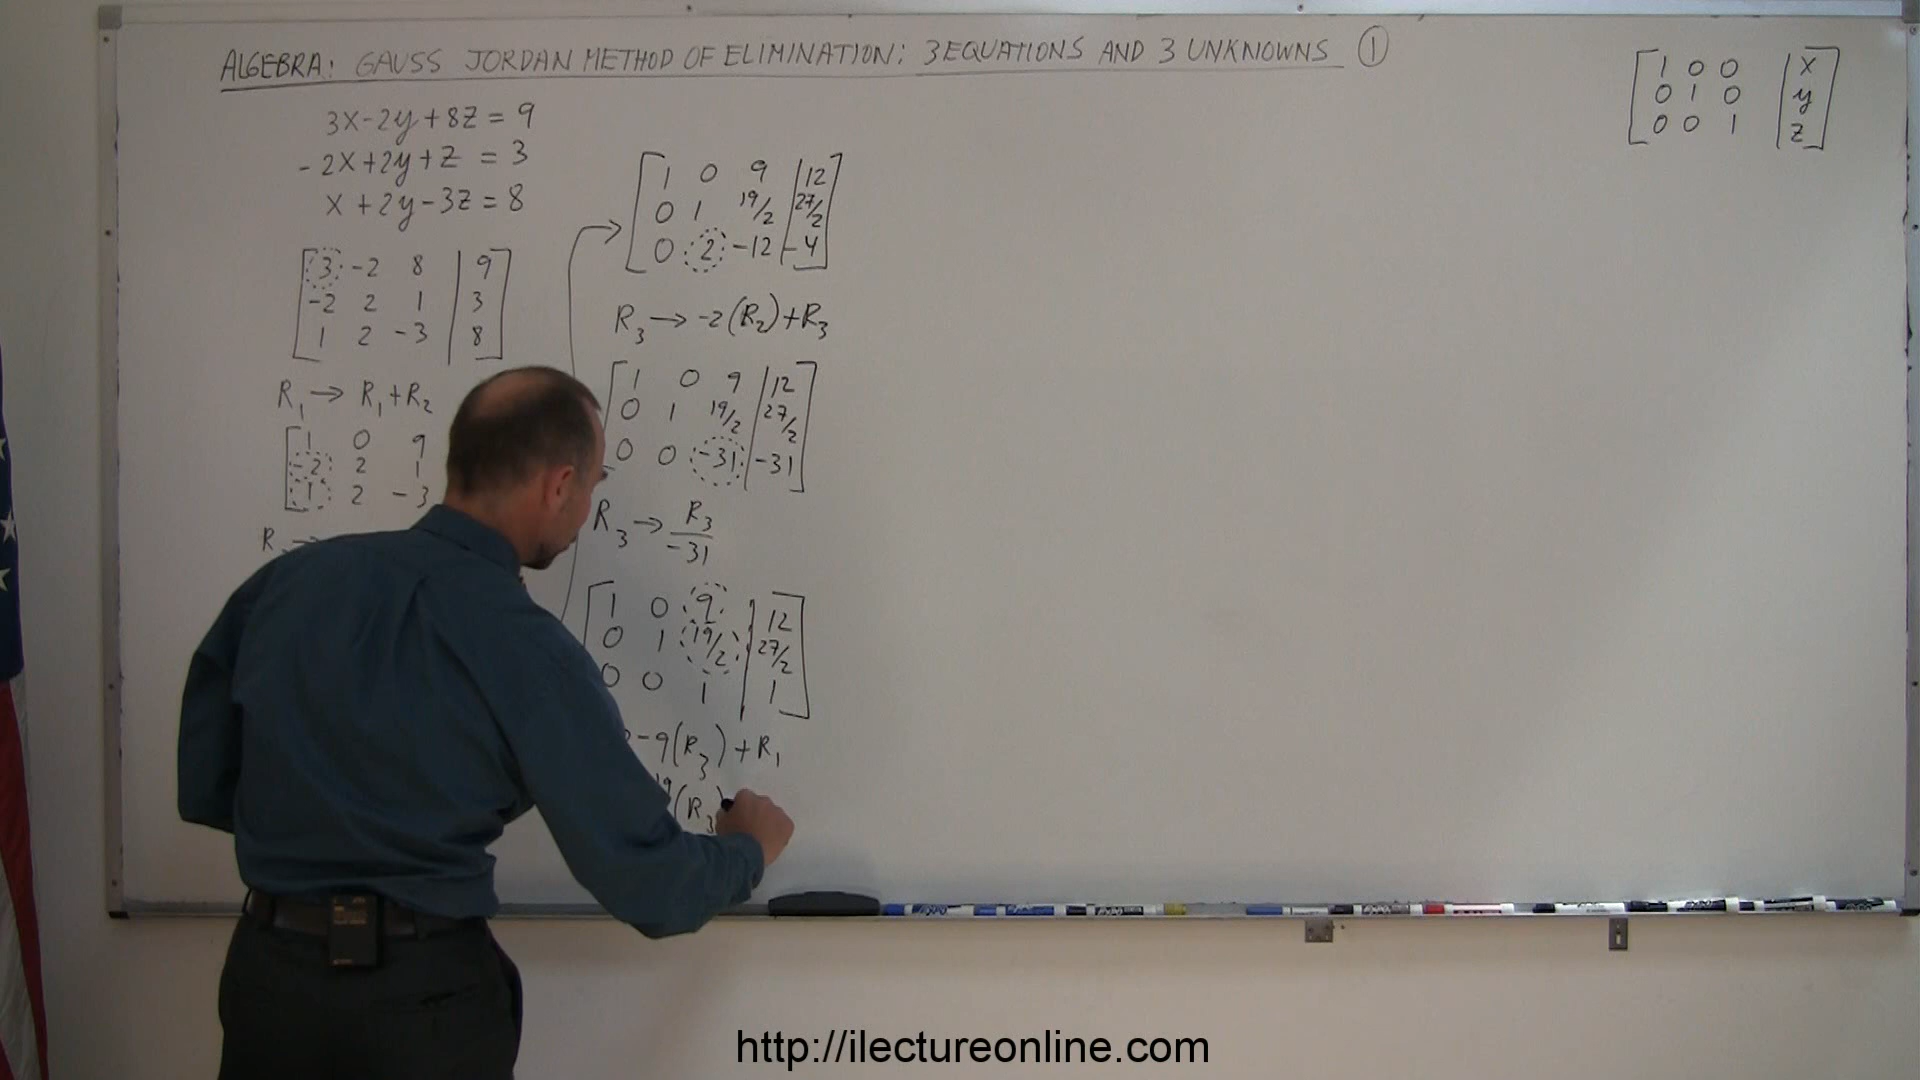 ALGEBRA: GAUSS JORDAN METHOD OF ELIMINATION: 3 EQUATIONS AND 3 UNKNOWNS ①
3X-2y+8Z = 9
-2X+2y+Z = 3
X+2y-3Z = 8
3 -2 8 | 9
-2 2 1 | 3
1 2 -3 | 8
R₁ → R₁+R₂
1 0 9
-2 2 1
1 2 -3
R
1 0 9 | 12
0 1 19/2 | 27/2
0 2 -12 | -4
R₃ → -2(R₂)+R₃
1 0 9 | 12
0 1 19/2 | 27/2
0 0 -31 | -31
R₃ → R₃/-31
1 0 9 | 12
0 1 19/2 | 27/2
0 0 1 | 1
-9(R₃)+R₁
19 (R₃)
1 0 0 | X
0 1 0 | y
0 0 1 | Z
http://ilectureonline.com